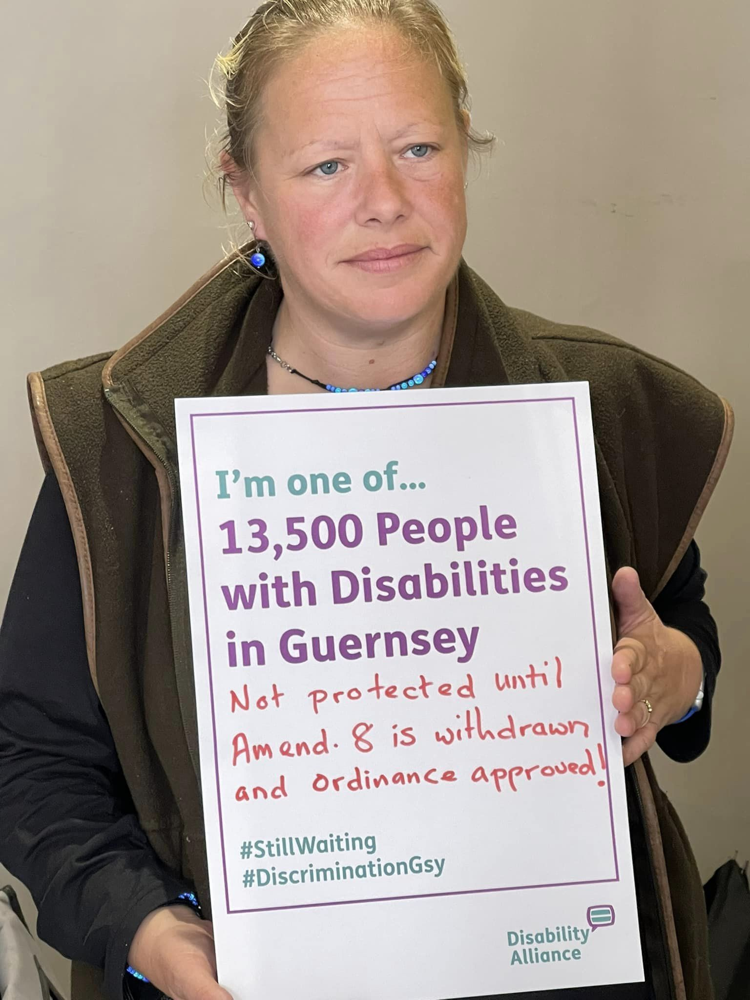 I'm one of...
13,500 People
with Disabilities
in Guernsey
Not protected until
Amend. 8 is withdrawn
and ordinance approved!
#StillWaiting
#DiscriminationGsy
Disability
Alliance